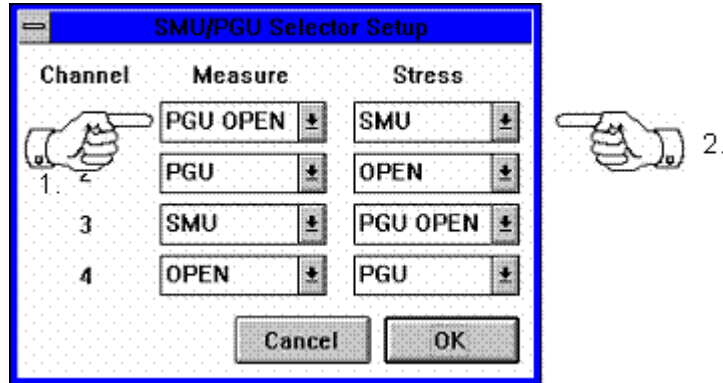 SMU/PGU Selector Setup
Channel Measure Stress
PGU OPEN SMU
2.
1. PGU OPEN
3 SMU PGU OPEN
4 OPEN PGU
Cancel OK